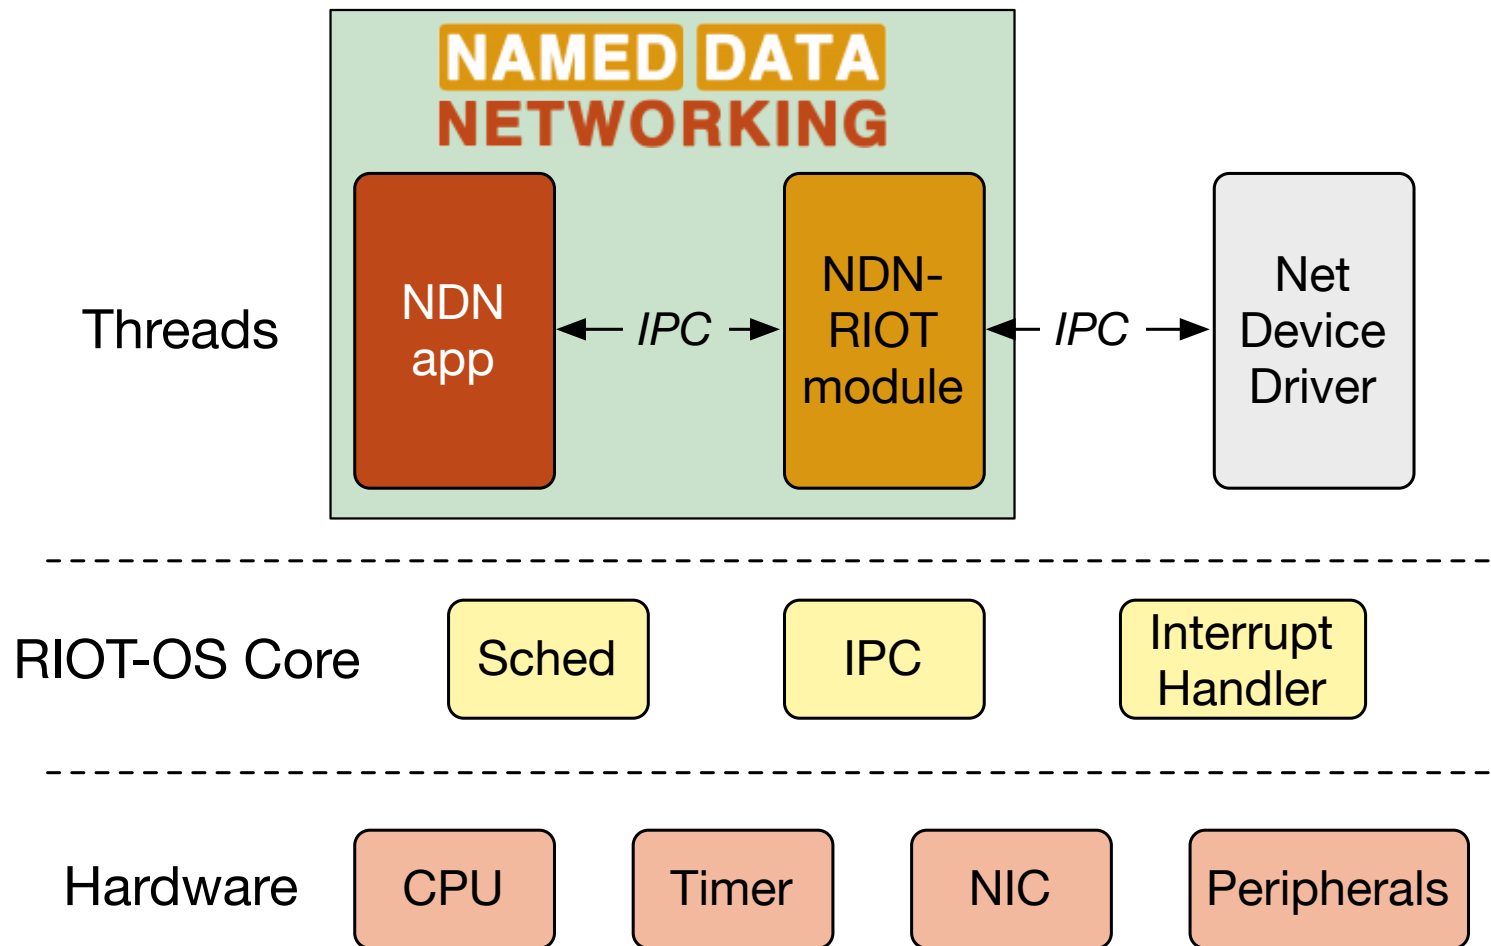 NAMED DATA
NETWORKING
Threads
NDN
app
IPC
NDN-
RIOT
module
IPC
Net
Device
Driver
RIOT-OS Core
Sched
IPC
Interrupt
Handler
Hardware
CPU
Timer
NIC
Peripherals